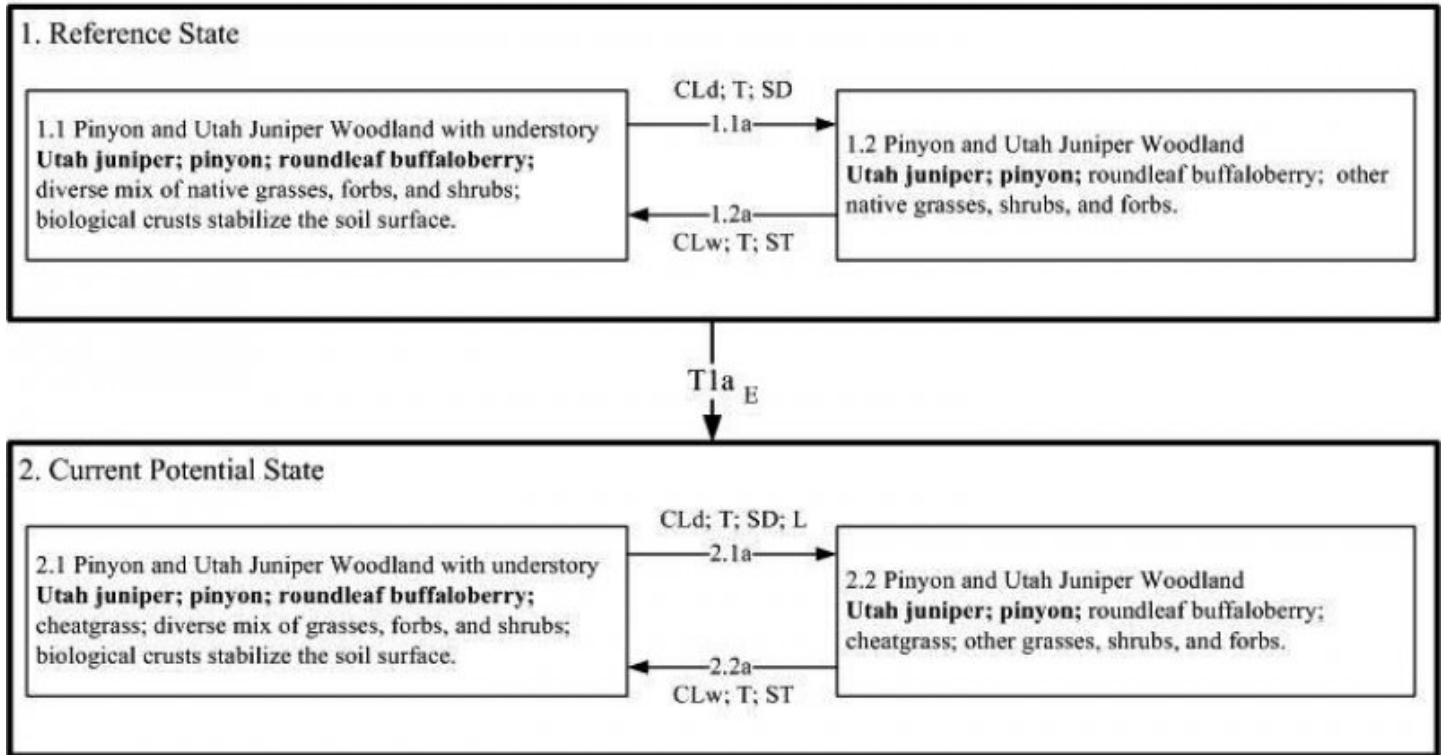 1. Reference State
CLd; T; SD
1.1 Pinyon and Utah Juniper Woodland with understory
Utah juniper; pinyon; roundleaf buffaloberry;
diverse mix of native grasses, forbs, and shrubs;
biological crusts stabilize the soil surface.
1.1a
1.2a
CLw; T; ST
1.2 Pinyon and Utah Juniper Woodland
Utah juniper; pinyon; roundleaf buffaloberry; other
native grasses, shrubs, and forbs.
T1a E
2. Current Potential State
CLd; T; SD; L
2.1 Pinyon and Utah Juniper Woodland with understory
Utah juniper; pinyon; roundleaf buffaloberry;
cheatgrass; diverse mix of grasses, forbs, and shrubs;
biological crusts stabilize the soil surface.
2.1a
2.2a
CLw; T; ST
2.2 Pinyon and Utah Juniper Woodland
Utah juniper; pinyon; roundleaf buffaloberry;
cheatgrass; other grasses, shrubs, and forbs.